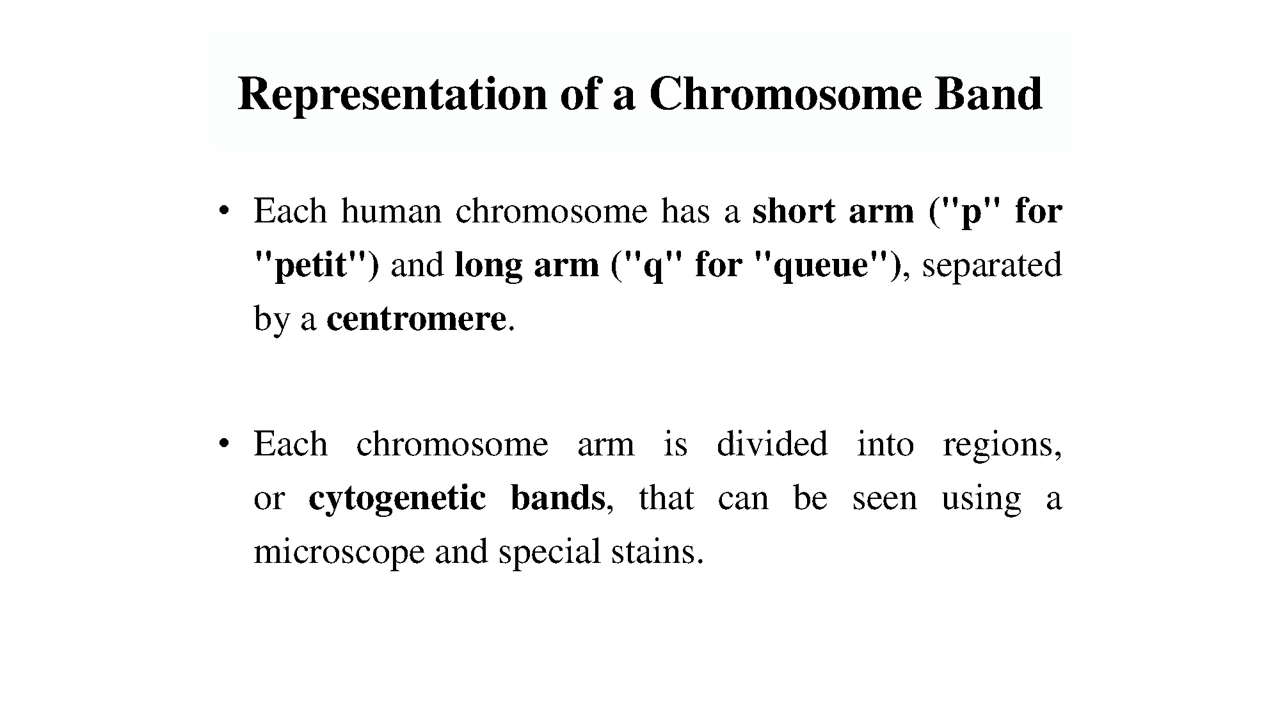 Representation of a Chromosome Band
• Each human chromosome has a short arm ("p" for
"petit") and long arm ("q" for "queue"), separated
by a centromere.
• Each chromosome arm is divided into regions,
or cytogenetic bands, that can be seen using a
microscope and special stains.